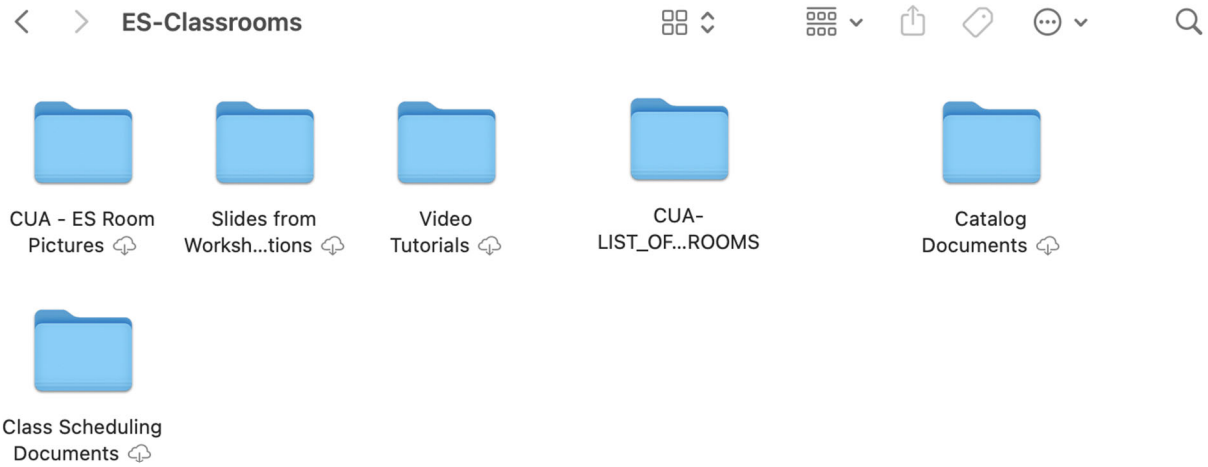 ES-Classrooms
CUA - ES Room
Pictures
Slides from
Worksh...tions
Video
Tutorials
CUA-
LIST_OF...ROOMS
Catalog
Documents
Class Scheduling
Documents